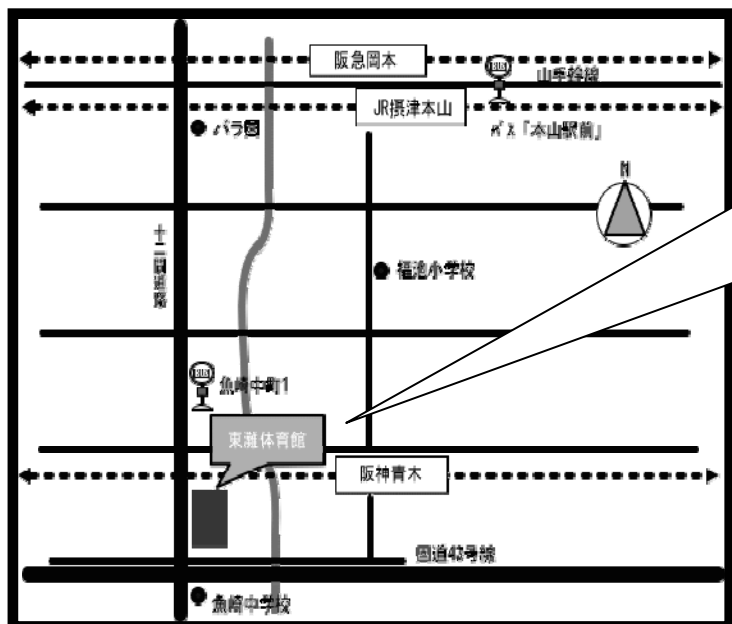 阪急岡本
BUS
山手幹線
JR摂津本山
バラ園
バス「本山駅前」
N
十二間道路
福池小学校
BUS
魚崎中町1
東灘体育館
阪神青木
国道43号線
魚崎中学校